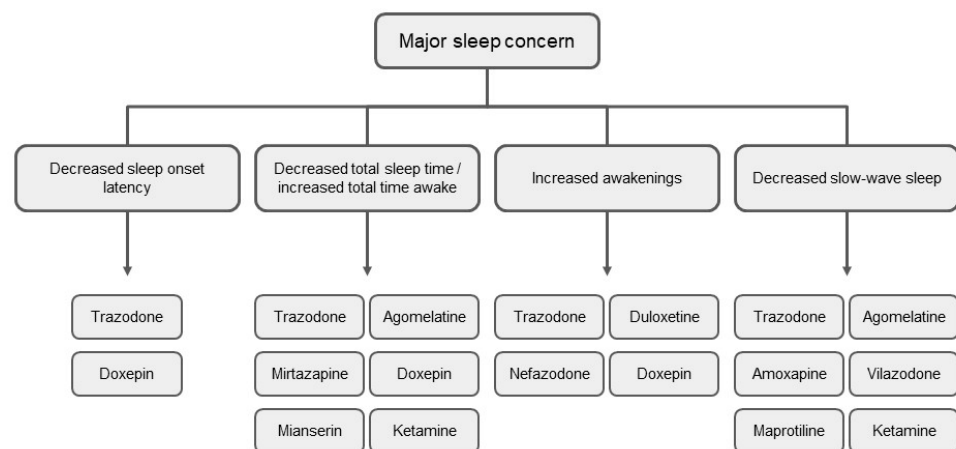 Major sleep concern
Decreased sleep onset
latency
Decreased total sleep time /
increased total time awake
Increased awakenings
Decreased slow-wave sleep
Trazodone
Doxepin
Trazodone
Agomelatine
Mirtazapine
Doxepin
Mianserin
Ketamine
Trazodone
Duloxetine
Nefazodone
Doxepin
Trazodone
Agomelatine
Amoxapine
Vilazodone
Maprotiline
Ketamine